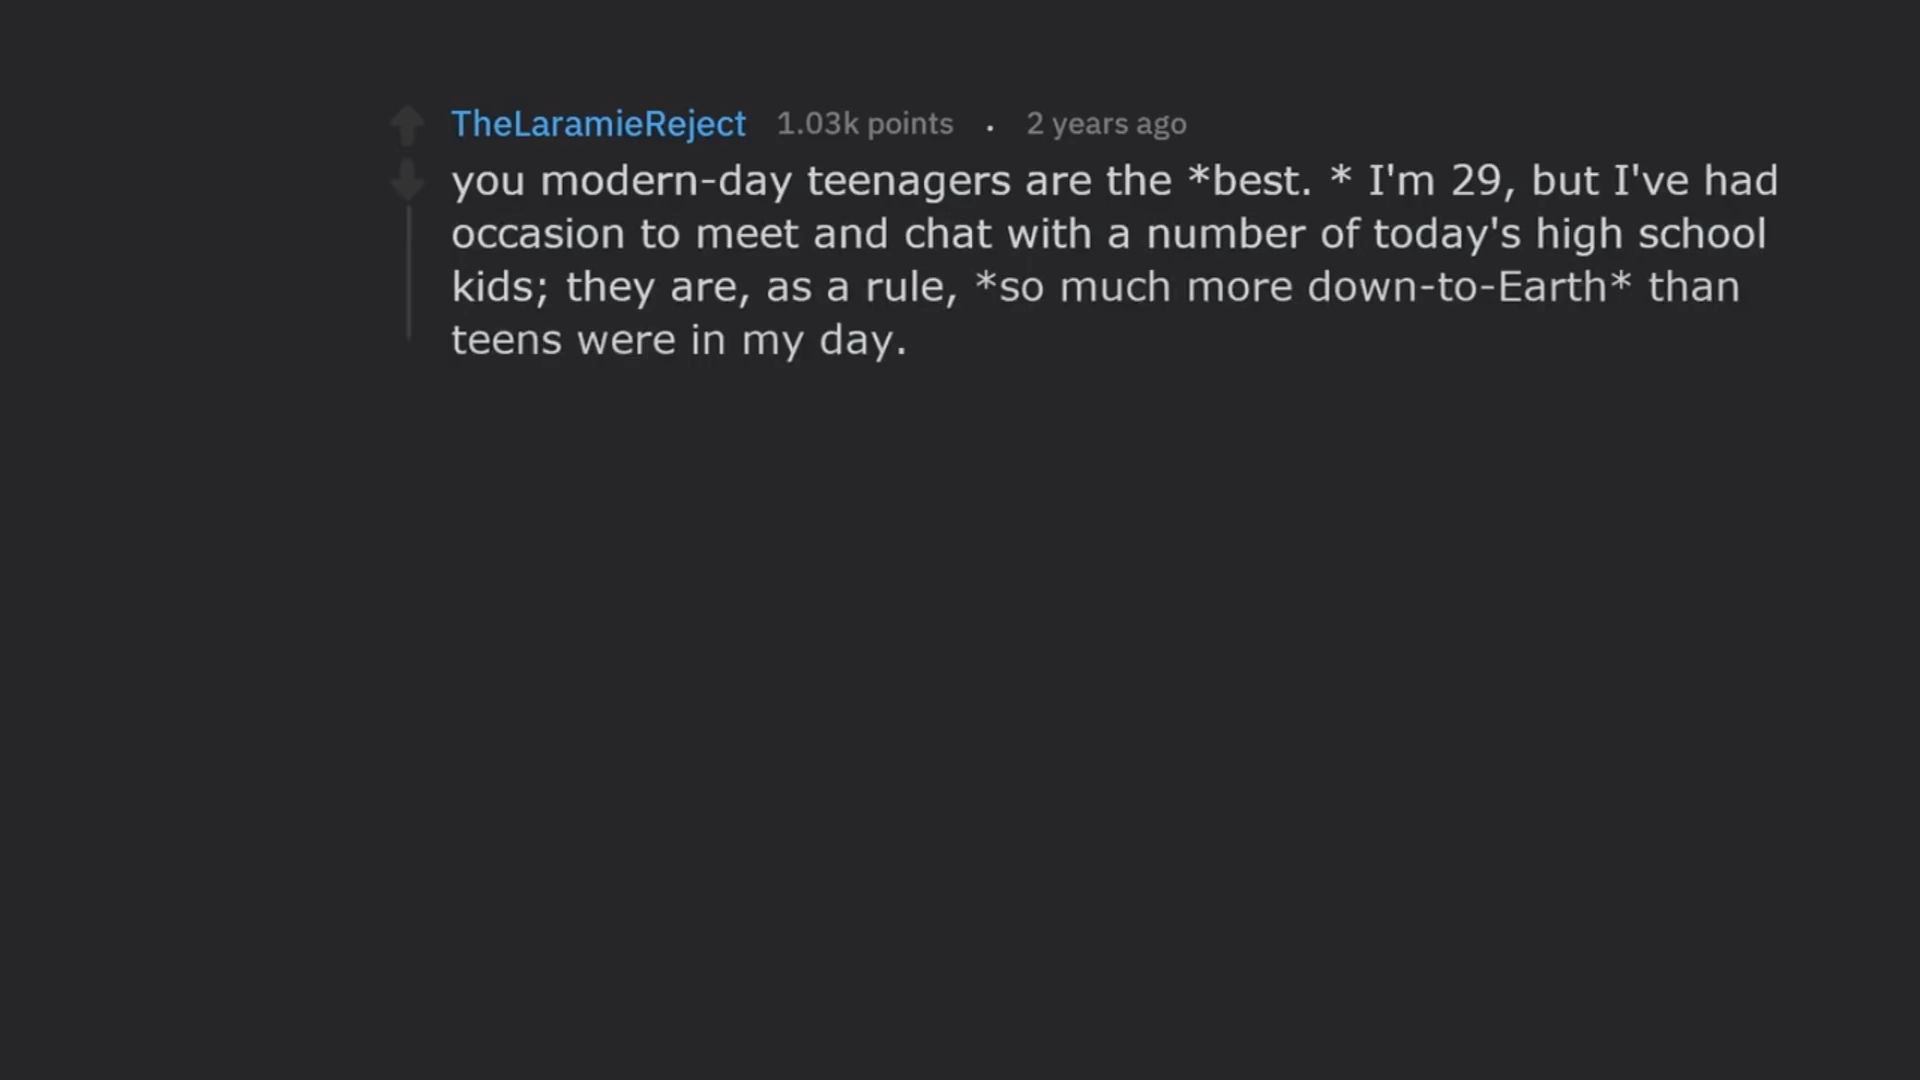 TheLaramieReject 1.03k points . 2 years ago
you modern-day teenagers are the *best. * I'm 29, but I've had
occasion to meet and chat with a number of today's high school
kids; they are, as a rule, *so much more down-to-Earth* than
teens were in my day.